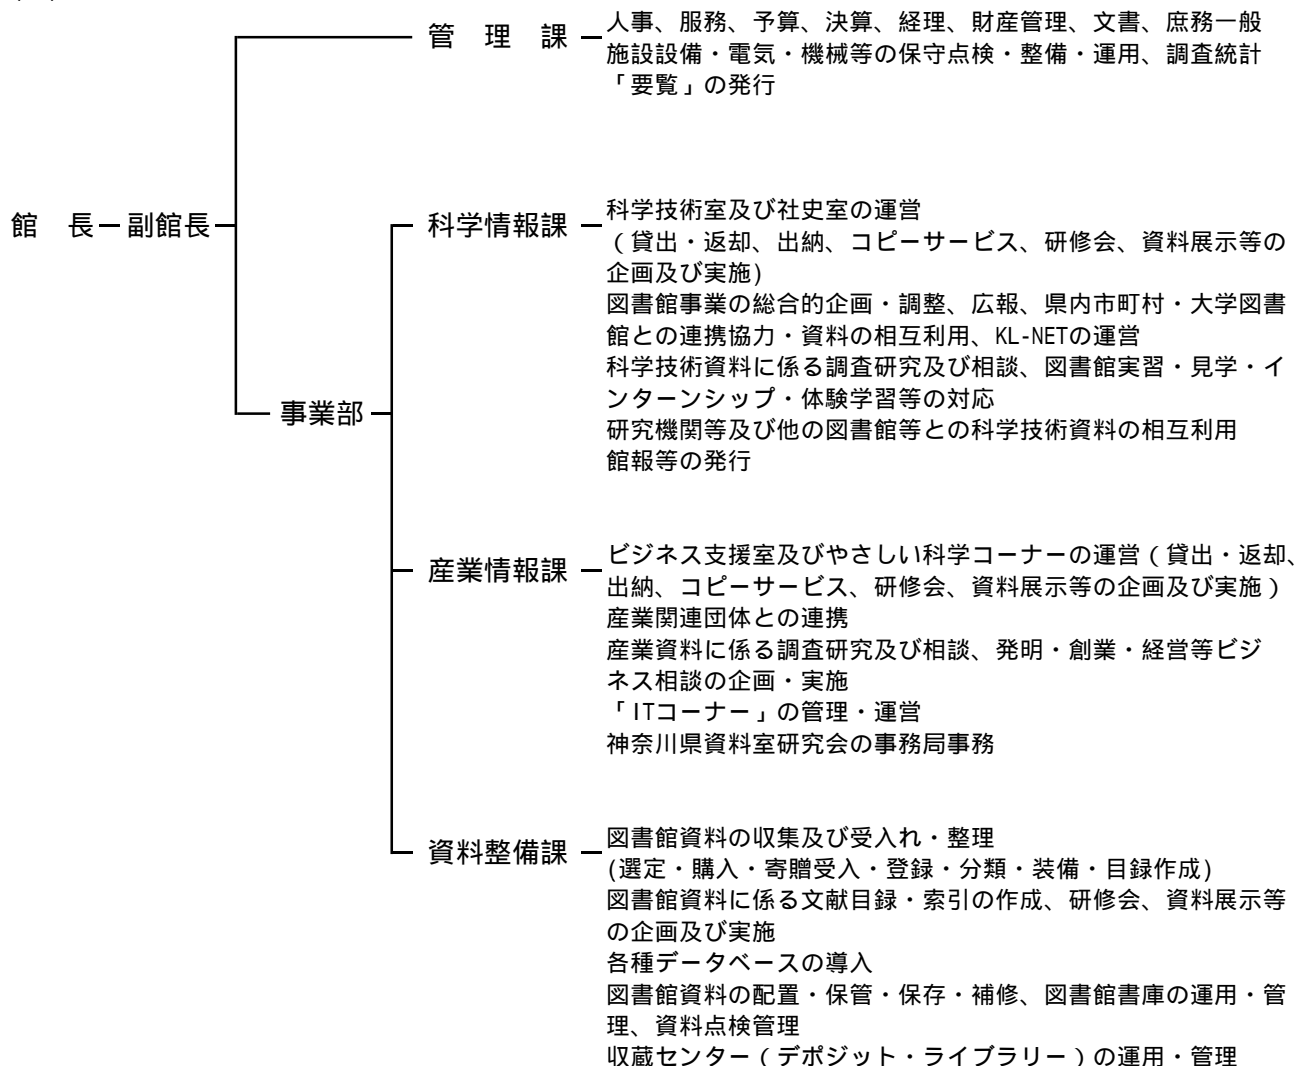 管　理　課
人事、服務、予算、決算、経理、財産管理、文書、庶務一般
施設設備・電気・機械等の保守点検・整備・運用、調査統計
「要覧」の発行
館　長
副館長
科学情報課
科学技術室及び社史室の運営
（貸出・返却、出納、コピーサービス、研修会、資料展示等の
企画及び実施)
図書館事業の総合的企画・調整、広報、県内市町村・大学図書
館との連携協力・資料の相互利用、KL-NETの運営
科学技術資料に係る調査研究及び相談、図書館実習・見学・イ
ンターンシップ・体験学習等の対応
研究機関等及び他の図書館等との科学技術資料の相互利用
館報等の発行
事業部
産業情報課
ビジネス支援室及びやさしい科学コーナーの運営（貸出・返却、
出納、コピーサービス、研修会、資料展示等の企画及び実施）
産業関連団体との連携
産業資料に係る調査研究及び相談、発明・創業・経営等ビジ
ネス相談の企画・実施
「ITコーナー」の管理・運営
神奈川県資料室研究会の事務局事務
資料整備課
図書館資料の収集及び受入れ・整理
(選定・購入・寄贈受入・登録・分類・装備・目録作成)
図書館資料に係る文献目録・索引の作成、研修会、資料展示等
の企画及び実施
各種データベースの導入
図書館資料の配置・保管・保存・補修、図書館書庫の運用・管
理、資料点検管理
収蔵センター（デポジット・ライブラリー）の運用・管理